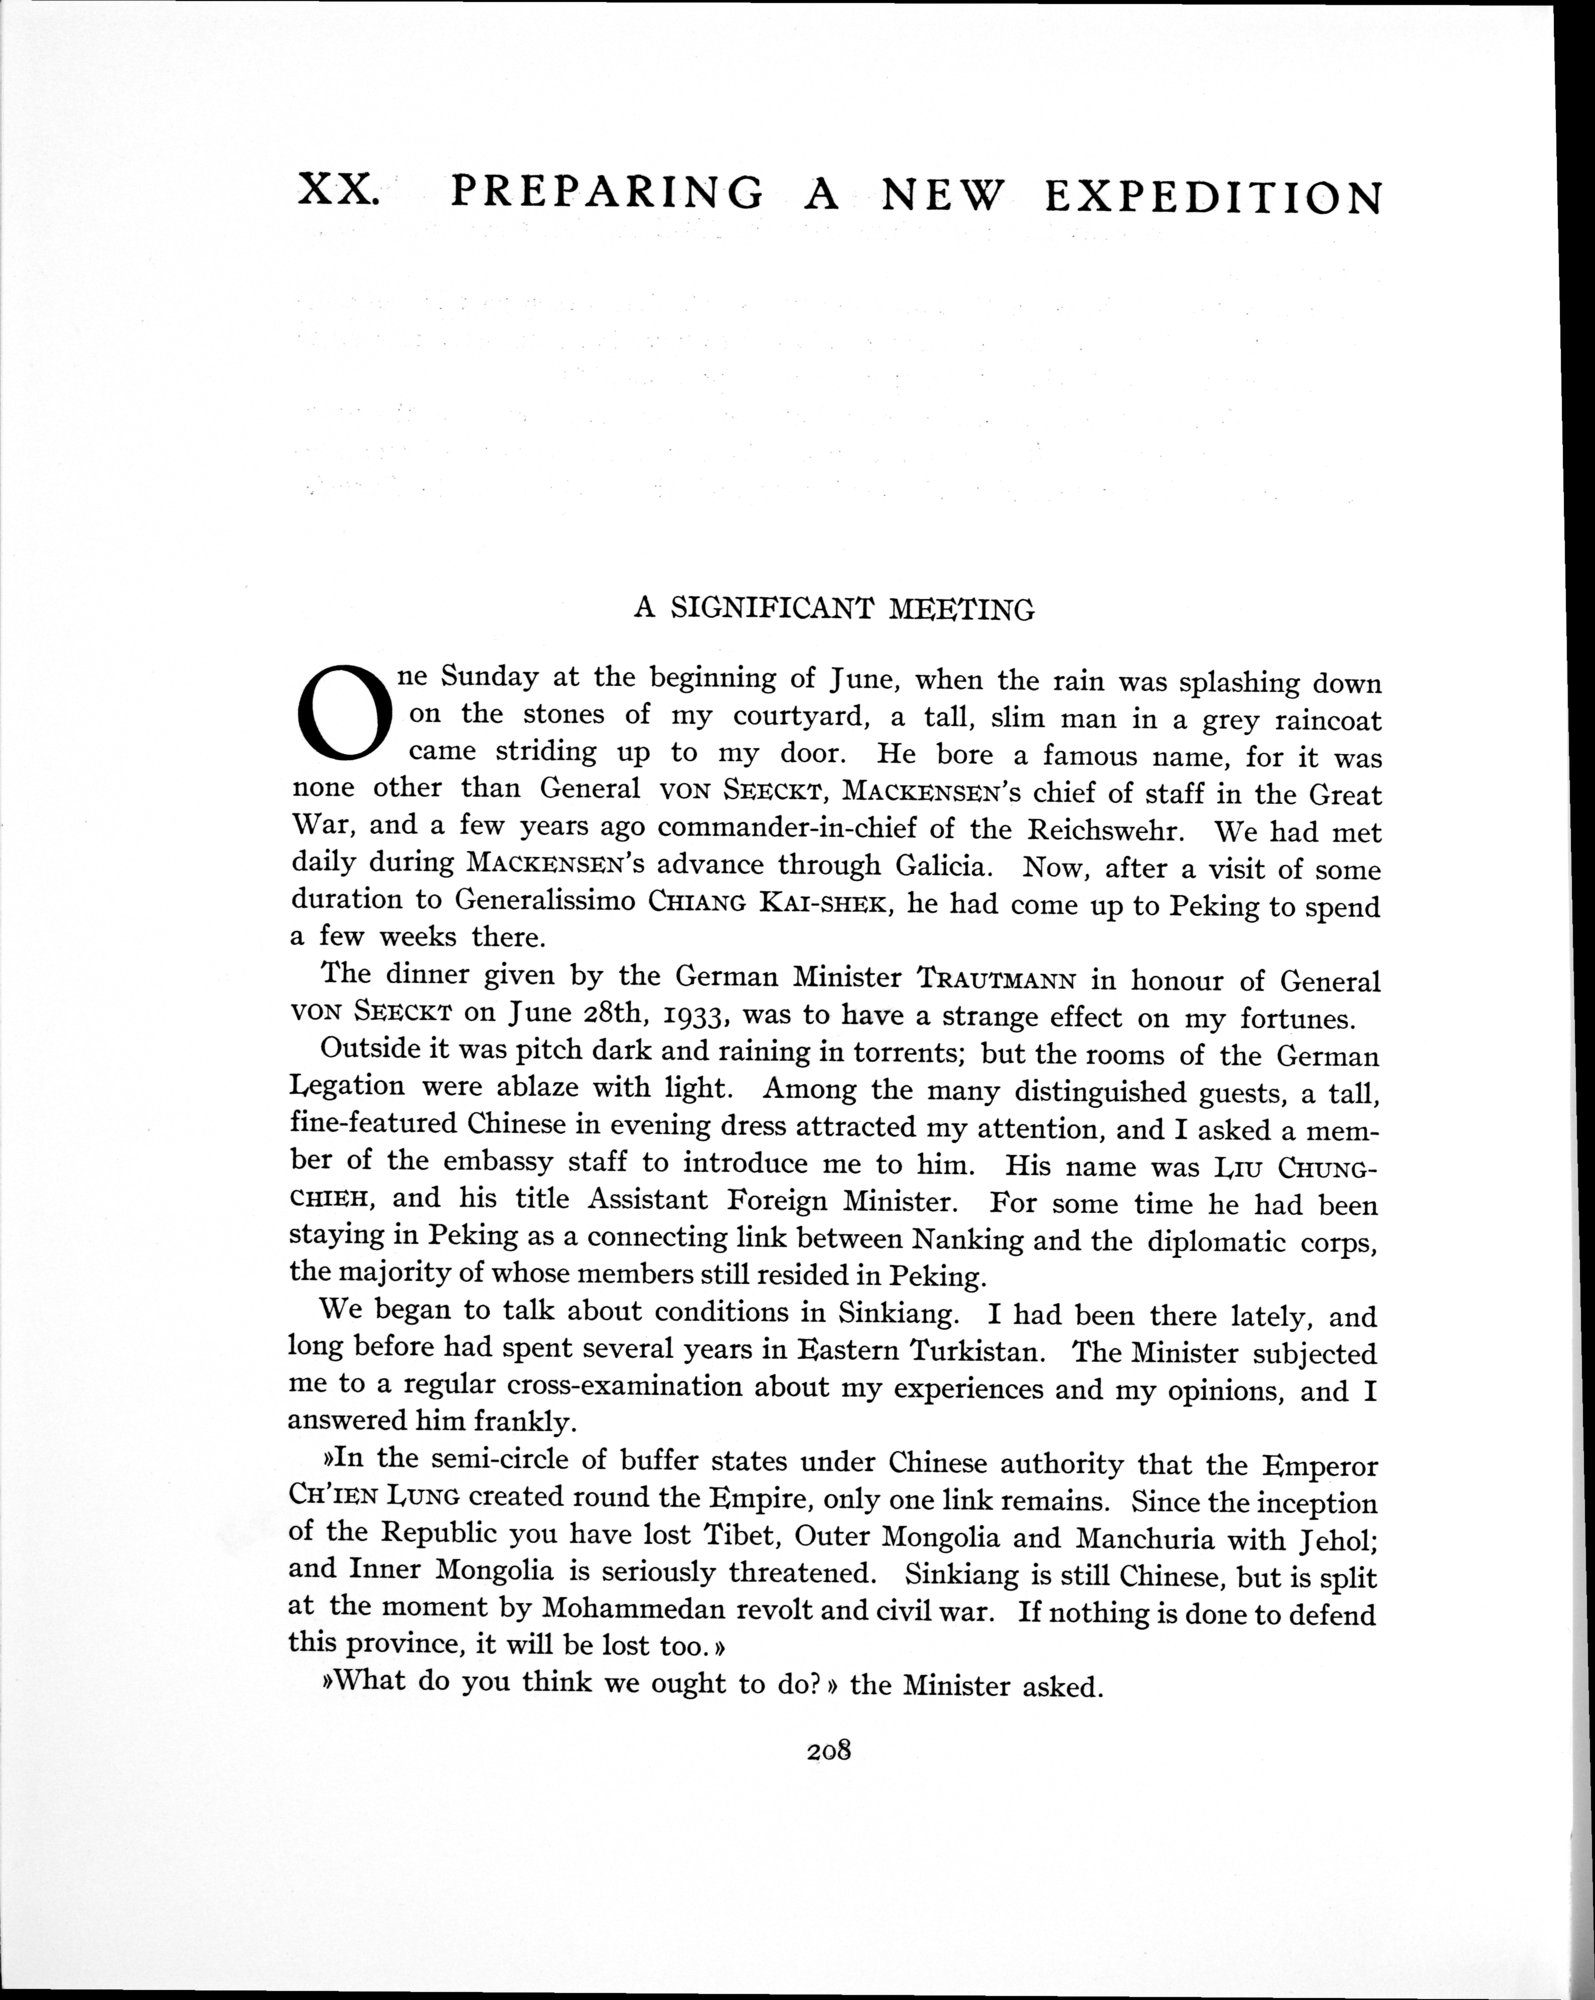 XX. PREPARING A NEW EXPEDITION
A SIGNIFICANT MEETING
One Sunday at the beginning of June, when the rain was splashing down
on the stones of my courtyard, a tall, slim man in a grey raincoat
came striding up to my door. He bore a famous name, for it was
none other than General VON SEECKT, MACKENSEN'S chief of staff in the Great
War, and a few years ago commander-in-chief of the Reichswehr. We had met
daily during MACKENSEN'S advance through Galicia. Now, after a visit of some
duration to Generalissimo CHIANG KAI-SHEK, he had come up to Peking to spend
a few weeks there.
The dinner given by the German Minister TRAUTMANN in honour of General
VON SEECKT on June 28th, 1933, was to have a strange effect on my fortunes.
Outside it was pitch dark and raining in torrents; but the rooms of the German
Legation were ablaze with light. Among the many distinguished guests, a tall,
fine-featured Chinese in evening dress attracted my attention, and I asked a mem-
ber of the embassy staff to introduce me to him. His name was LIU CHUNG-
CHIEH, and his title Assistant Foreign Minister. For some time he had been
staying in Peking as a connecting link between Nanking and the diplomatic corps,
the majority of whose members still resided in Peking.
We began to talk about conditions in Sinkiang. I had been there lately, and
long before had spent several years in Eastern Turkistan. The Minister subjected
me to a regular cross-examination about my experiences and my opinions, and I
answered him frankly.
»In the semi-circle of buffer states under Chinese authority that the Emperor
CH'IEN LUNG created round the Empire, only one link remains. Since the inception
of the Republic you have lost Tibet, Outer Mongolia and Manchuria with Jehol;
and Inner Mongolia is seriously threatened. Sinkiang is still Chinese, but is split
at the moment by Mohammedan revolt and civil war. If nothing is done to defend
this province, it will be lost too.»
»What do you think we ought to do?» the Minister asked.
208